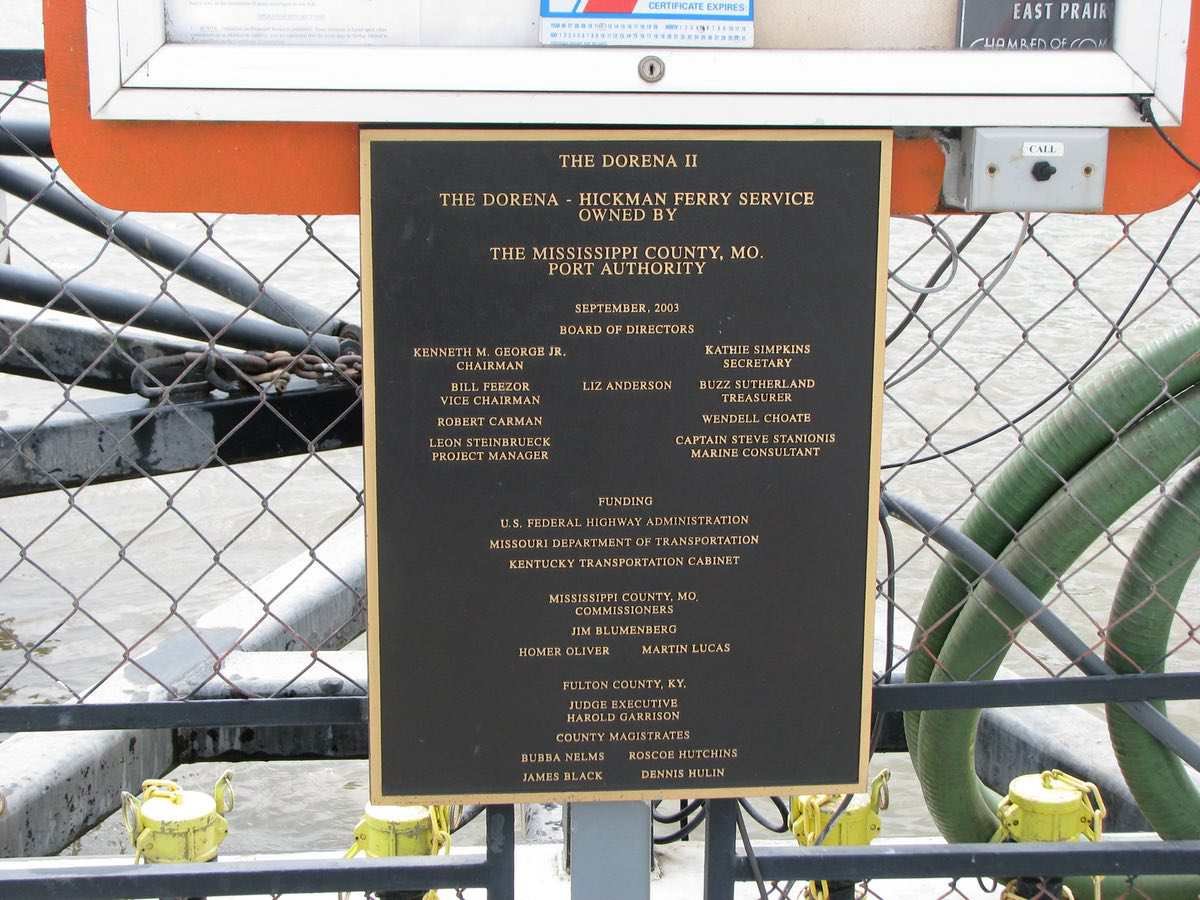 CERTIFICATE EXPIRES
EAST PRAIR
CHAMBER OF COM
CALL
THE DORENA II
THE DORENA - HICKMAN FERRY SERVICE
OWNED BY
THE MISSISSIPPI COUNTY, MO.
PORT AUTHORITY
SEPTEMBER, 2003
BOARD OF DIRECTORS
KENNETH M. GEORGE JR. KATHIE SIMPKINS
CHAIRMAN SECRETARY
BILL FEEZOR LIZ ANDERSON BUZZ SUTHERLAND
VICE CHAIRMAN TREASURER
ROBERT CARMAN WENDELL CHOATE
LEON STEINBRUECK CAPTAIN STEVE STANIONIS
PROJECT MANAGER MARINE CONSULTANT
FUNDING
U.S. FEDERAL HIGHWAY ADMINISTRATION
MISSOURI DEPARTMENT OF TRANSPORTATION
KENTUCKY TRANSPORTATION CABINET
MISSISSIPPI COUNTY, MO.
COMMISSIONERS
JIM BLUMENBERG
HOMER OLIVER MARTIN LUCAS
FULTON COUNTY, KY.
JUDGE EXECUTIVE
HAROLD GARRISON
COUNTY MAGISTRATES
BUBBA NELMS ROSCOE HUTCHINS
JAMES BLACK DENNIS HULIN